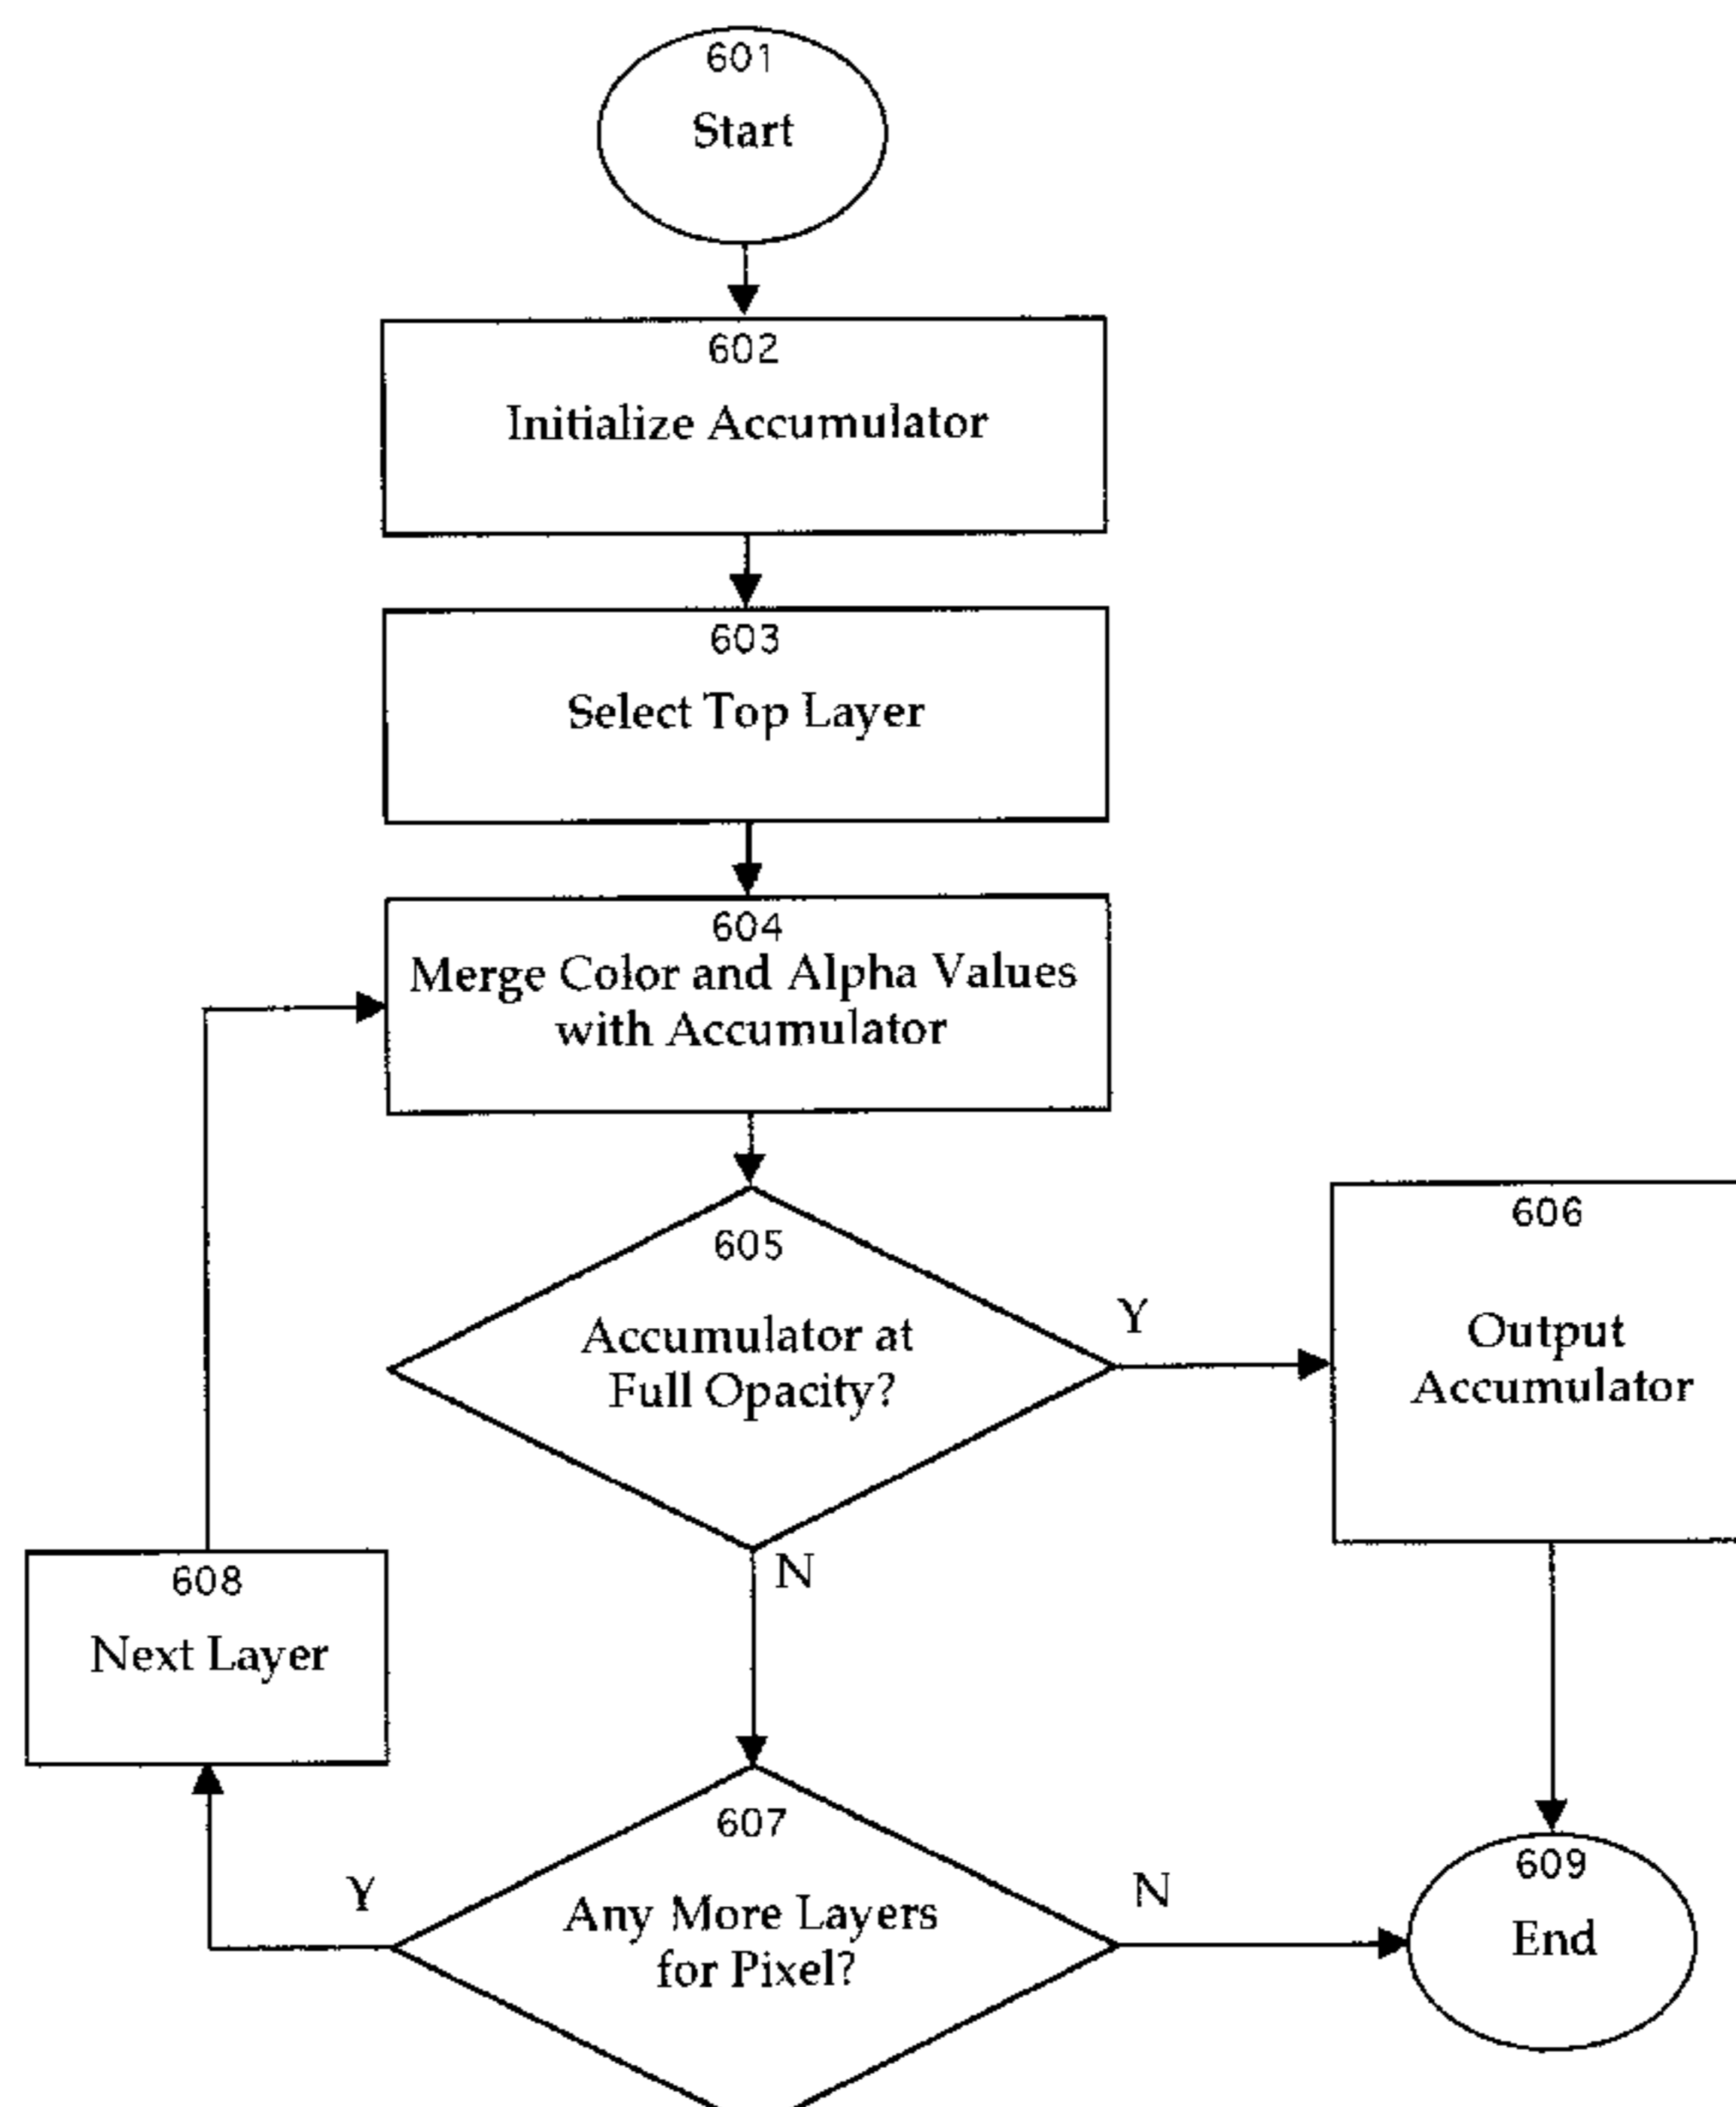 601
Start
602
Initialize Accumulator
603
Select Top Layer
604
Merge Color and Alpha Values
with Accumulator
605
Accumulator at
Full Opacity?
Y
N
606
Output
Accumulator
608
Next Layer
607
Any More Layers
for Pixel?
Y
N
609
End